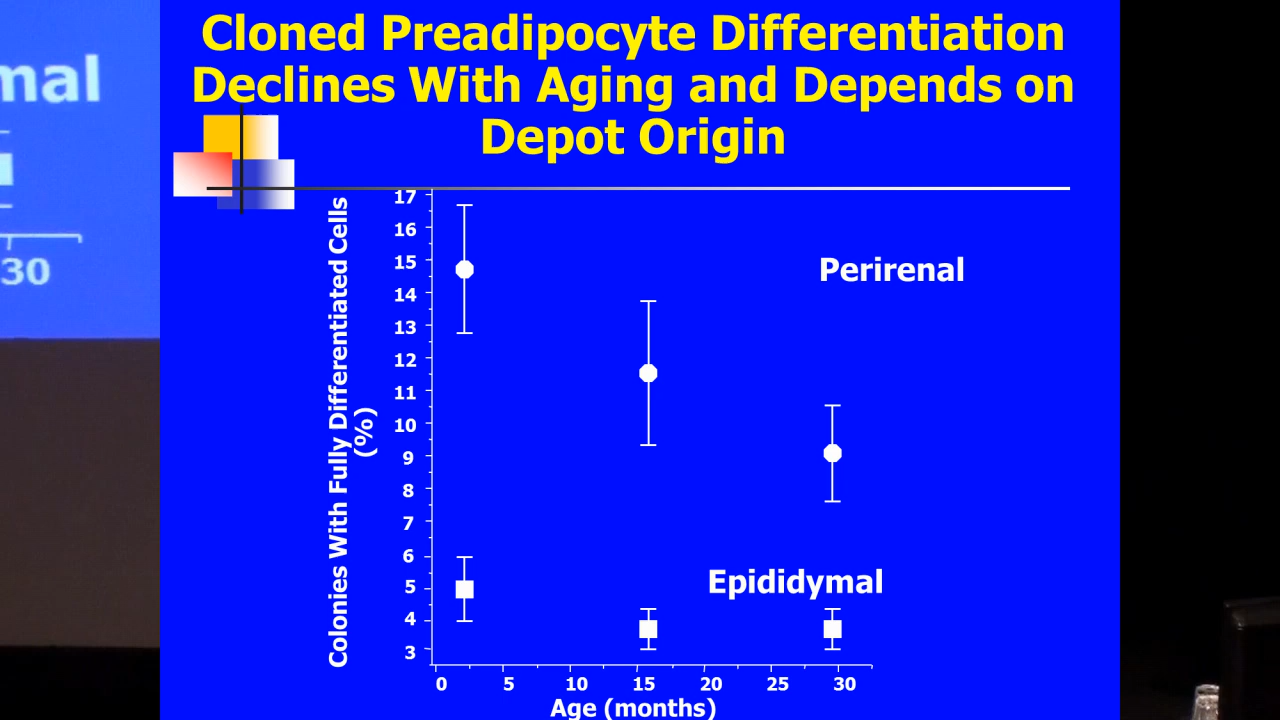 Cloned Preadipocyte Differentiation
Declines With Aging and Depends on
Depot Origin
mal
30
Colonies With Fully Differentiated Cells
(%)
17
16
15
14
13
12
11
10
9
8
7
6
5
4
3
Perirenal
Epididymal
0 5 10 15 20 25 30
Age (months)